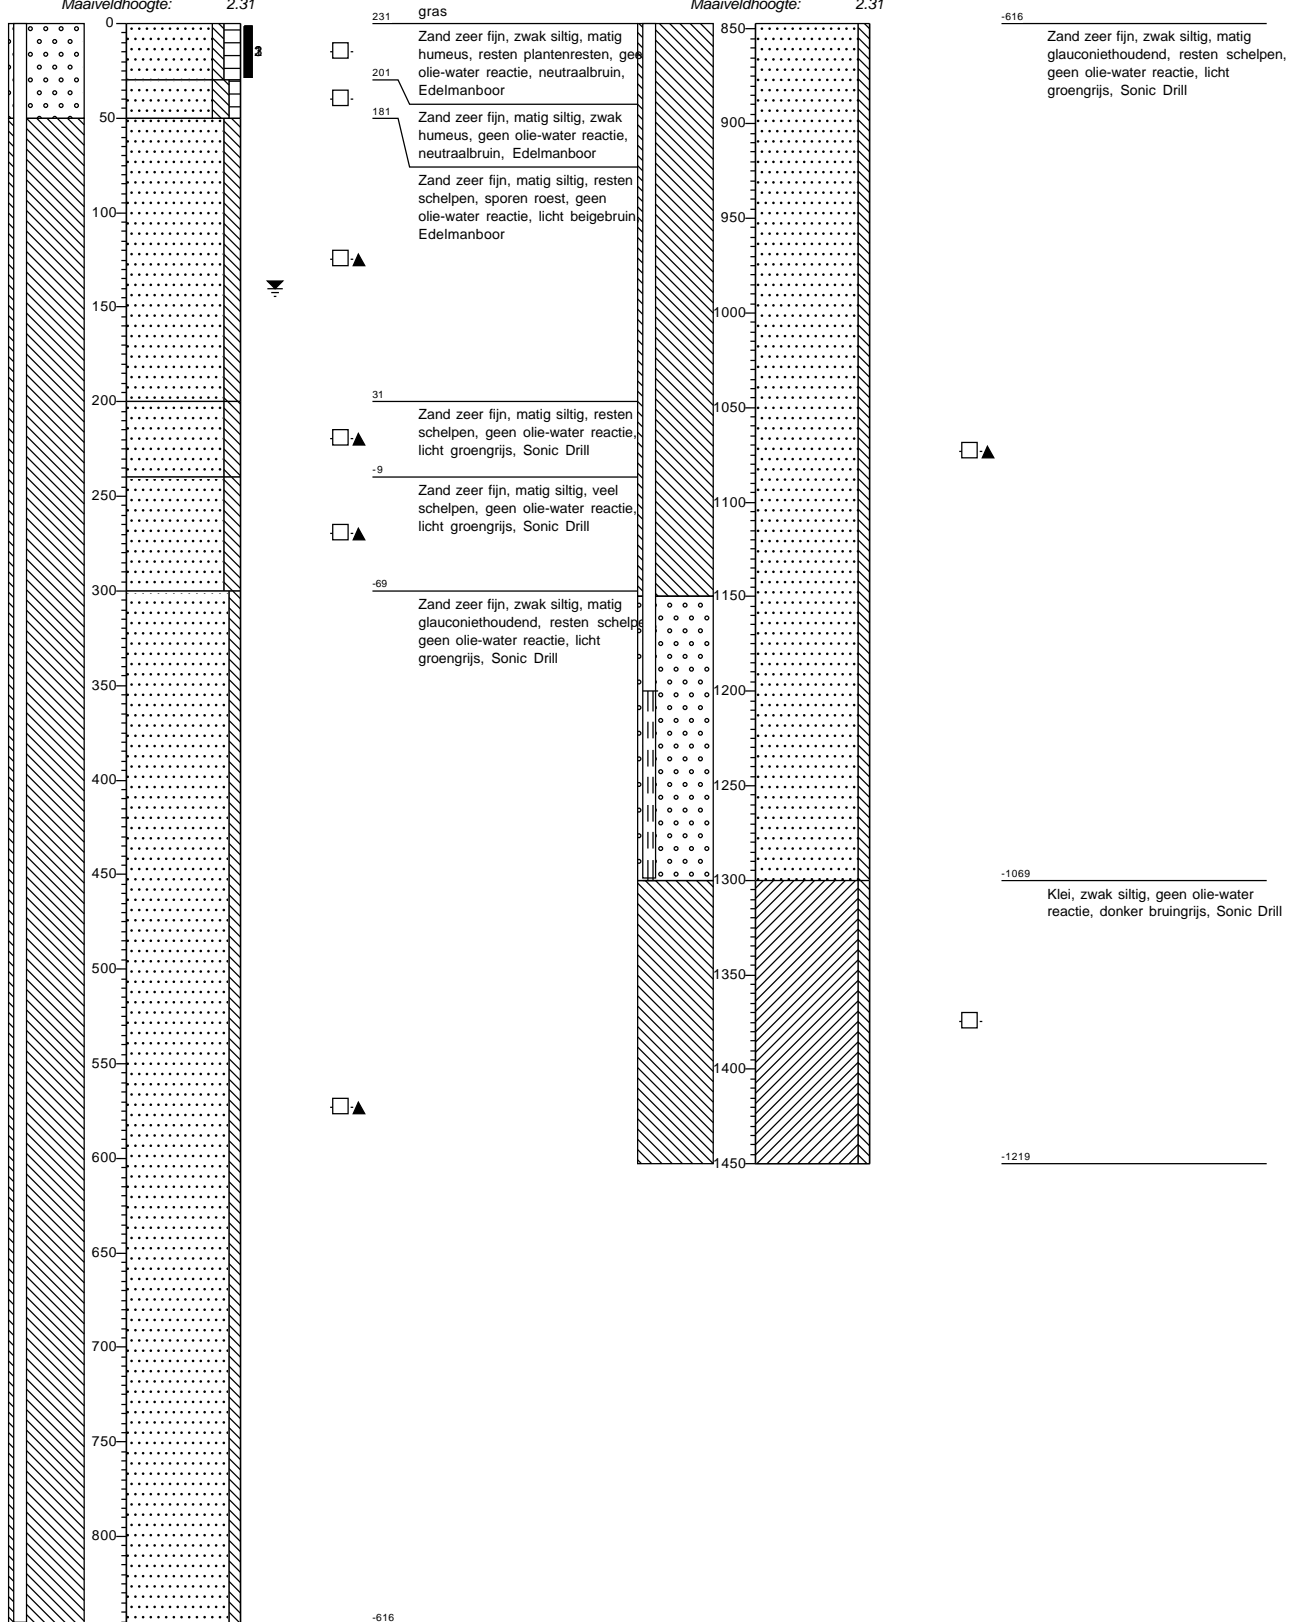 Maaiveldhoogte: 2.31
0
50
100
150
200
250
300
350
400
450
500
550
600
650
700
750
800
231
gras
Zand zeer fijn, zwak siltig, matig
humeus, resten plantenresten, gee
olie-water reactie, neutraalbruin,
Edelmanboor
201
Zand zeer fijn, matig siltig, zwak
humeus, geen olie-water reactie,
neutraalbruin, Edelmanboor
181
Zand zeer fijn, matig siltig, resten
schelpen, sporen roest, geen
olie-water reactie, licht beigebruin
Edelmanboor
31
Zand zeer fijn, matig siltig, resten
schelpen, geen olie-water reactie,
licht groengrijs, Sonic Drill
-9
Zand zeer fijn, matig siltig, veel
schelpen, geen olie-water reactie,
licht groengrijs, Sonic Drill
-69
Zand zeer fijn, zwak siltig, matig
glauconiethoudend, resten schelpe
geen olie-water reactie, licht
groengrijs, Sonic Drill
-616
Maaiveldhoogte: 2.31
850
900
950
1000
1050
1100
1150
1200
1250
1300
1350
1400
1450
-616
Zand zeer fijn, zwak siltig, matig
glauconiethoudend, resten schelpen,
geen olie-water reactie, licht
groengrijs, Sonic Drill
-1069
Klei, zwak siltig, geen olie-water
reactie, donker bruingrijs, Sonic Drill
-1219